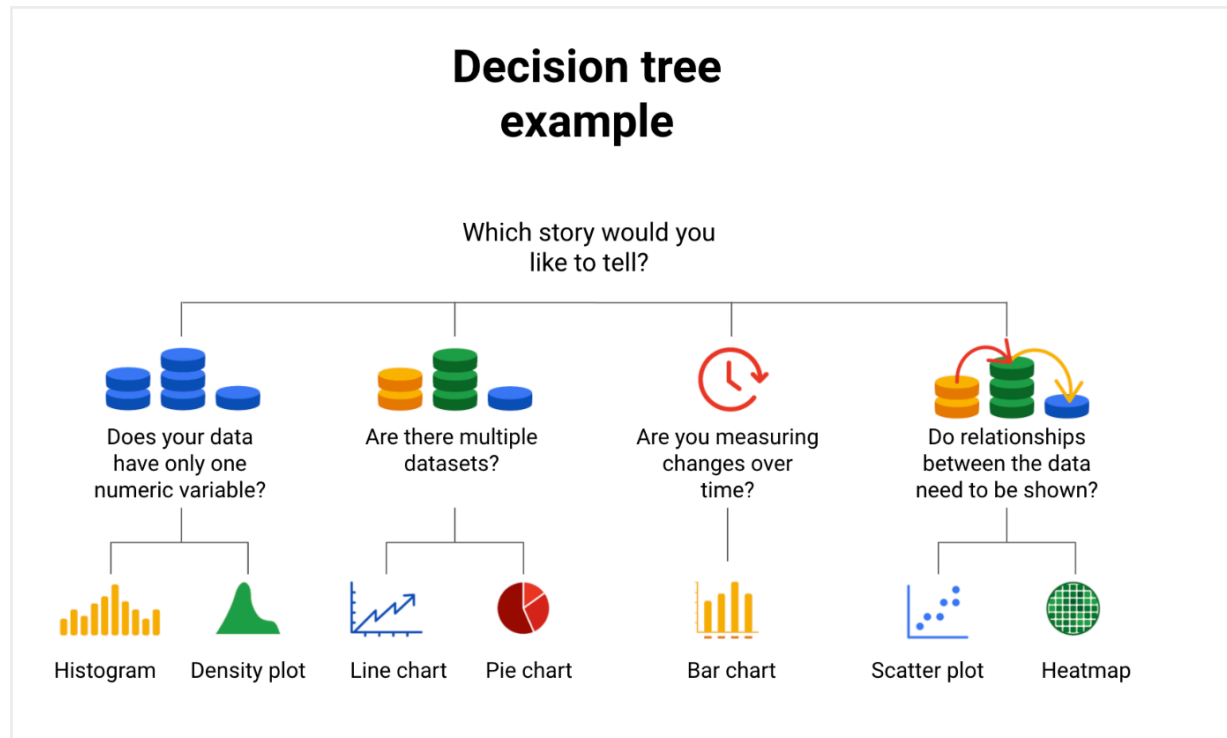 Decision tree
example
Which story would you
like to tell?
Does your data
have only one
numeric variable?
Are there multiple
datasets?
Are you measuring
changes over
time?
Do relationships
between the data
need to be shown?
Histogram
Density plot
Line chart
Pie chart
Bar chart
Scatter plot
Heatmap